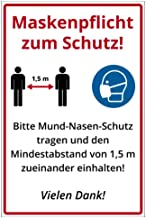 Maskenpflicht
zum Schutz!
1,5 m
Bitte Mund-Nasen-Schutz
tragen und den
Mindestabstand von 1,5 m
zueinander einhalten!
Vielen Dank!